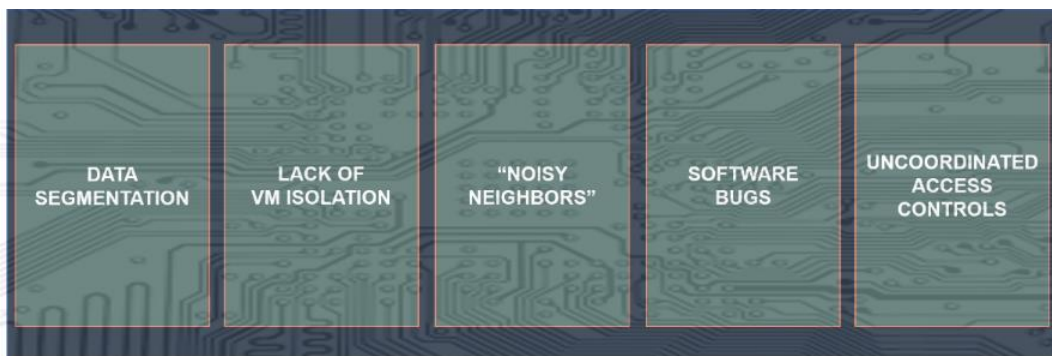 DATA
SEGMENTATION
LACK OF
VM ISOLATION
“NOISY
NEIGHBORS”
SOFTWARE
BUGS
UNCOORDINATED
ACCESS
CONTROLS